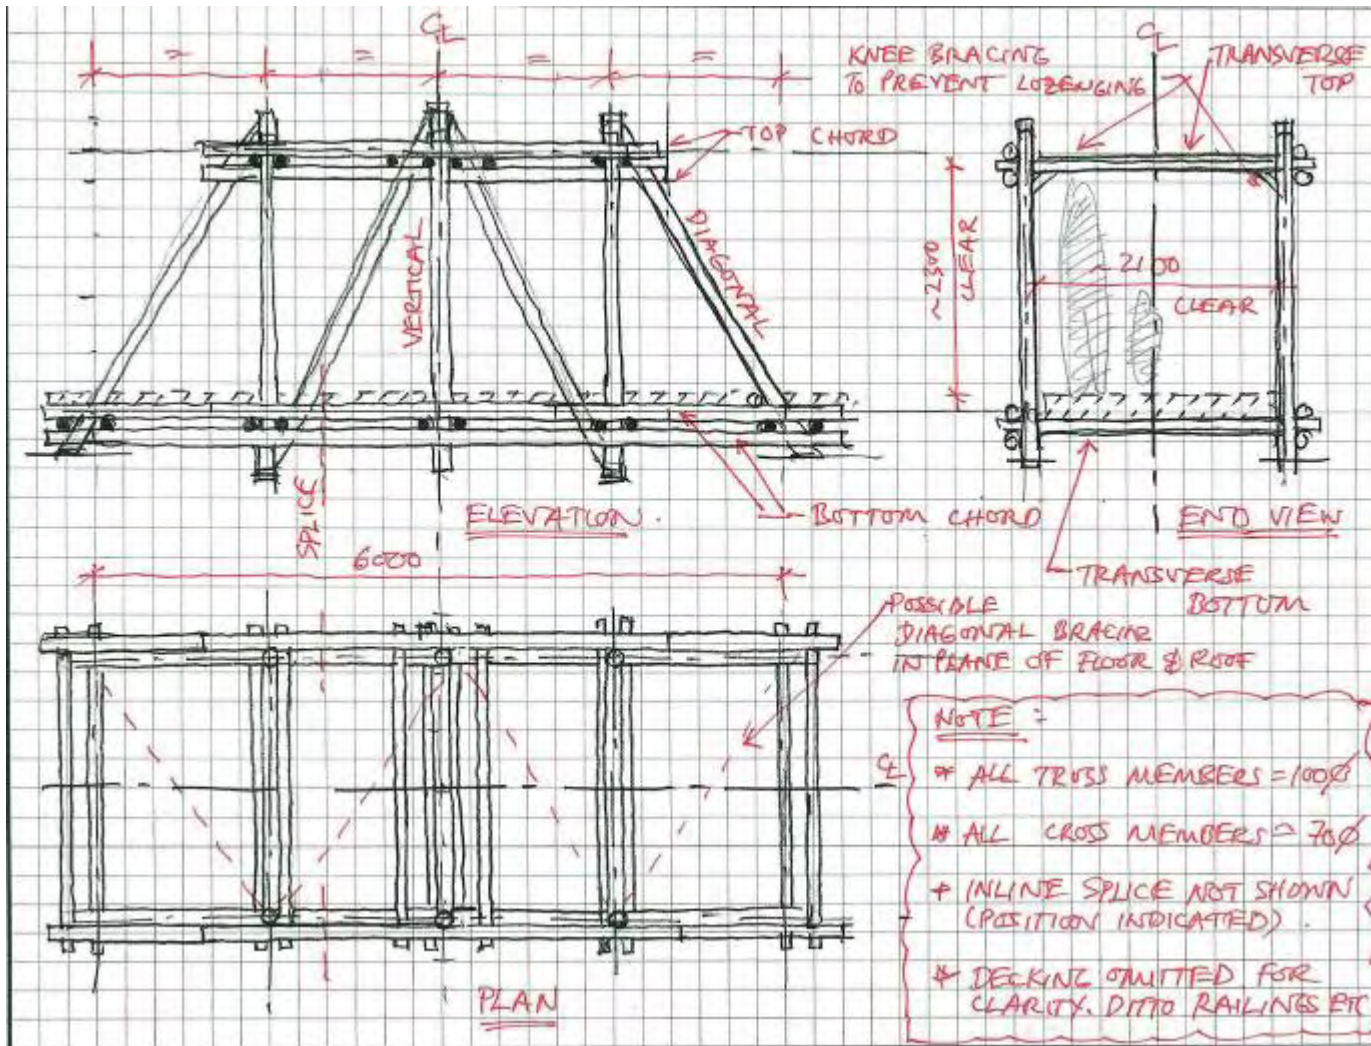 = = = =
CL
KNEE BRACING
TO PREVENT LOZENGING
CL
TRANSVERSE
TOP
TOP CHORD
VERTICAL
DIAGONAL
~2300
CLEAR
~2100
CLEAR
SPLICE
ELEVATION.
BOTTOM CHORD
END VIEW
6000
TRANSVERSE
BOTTOM
POSSIBLE
DIAGONAL BRACING
IN PLANE OF FLOOR & ROOF
CL
NOTE =
* ALL TRUSS MEMBERS = 100Ø
* ALL CROSS MEMBERS = 70Ø
* INLINE SPLICE NOT SHOWN
(POSITION INDICATED).
* DECKING OMITTED FOR
CLARITY. DITTO RAILINGS ETC
PLAN